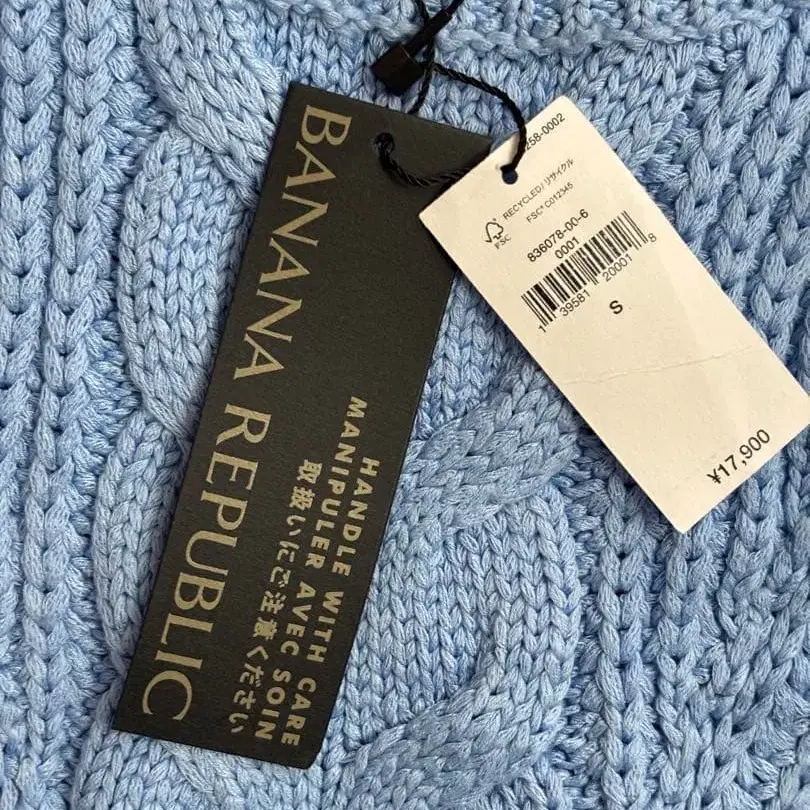 BANANA REPUBLIC
HANDLE WITH CARE
MANIPULER AVEC SOIN
取扱いにご注意ください
258-0002
RECYCLED/リサイクル
FSC® C012345
FSC
836078-00-6
0001
1 39581 20001 8
S
¥17,900